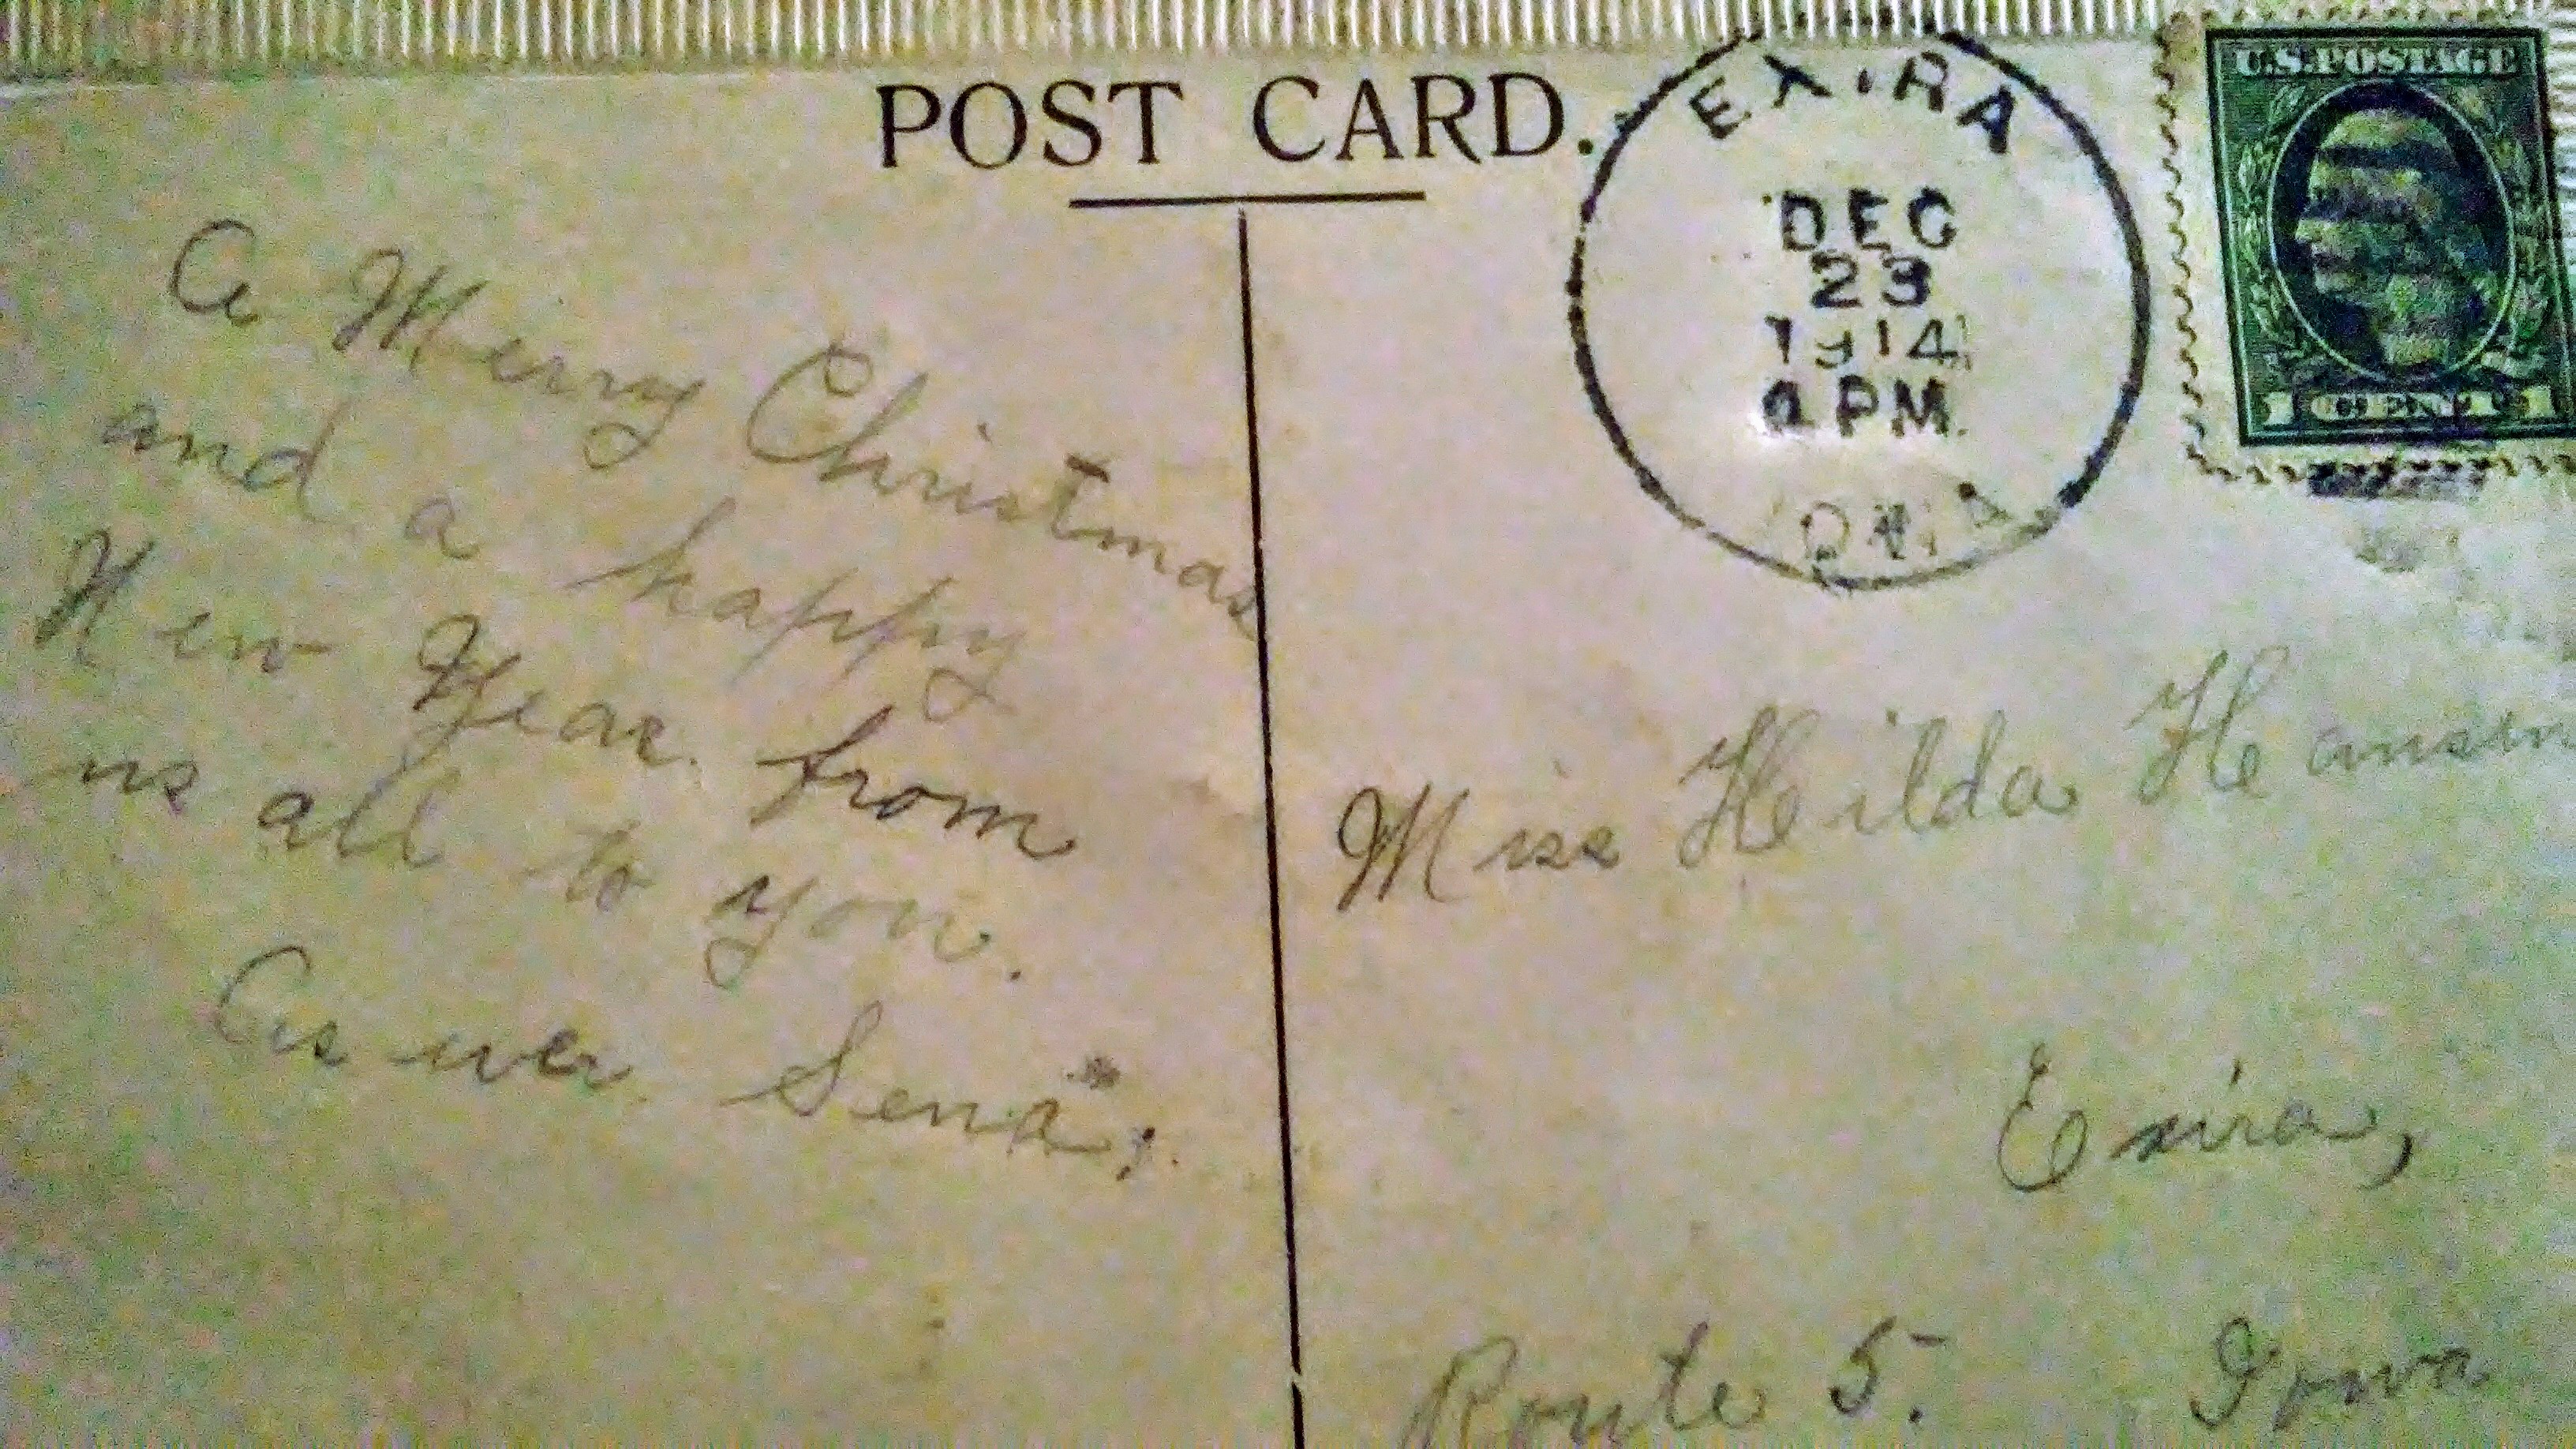 POST CARD.
EXIRA
DEC
23
1914
PM.
U.S. POSTAGE
1 CENT 1
A Merry Christmas
and a happy
New Year from
us all to you.
Sena
Miss Hilda Hansen
Exira,
Route 5. Iowa